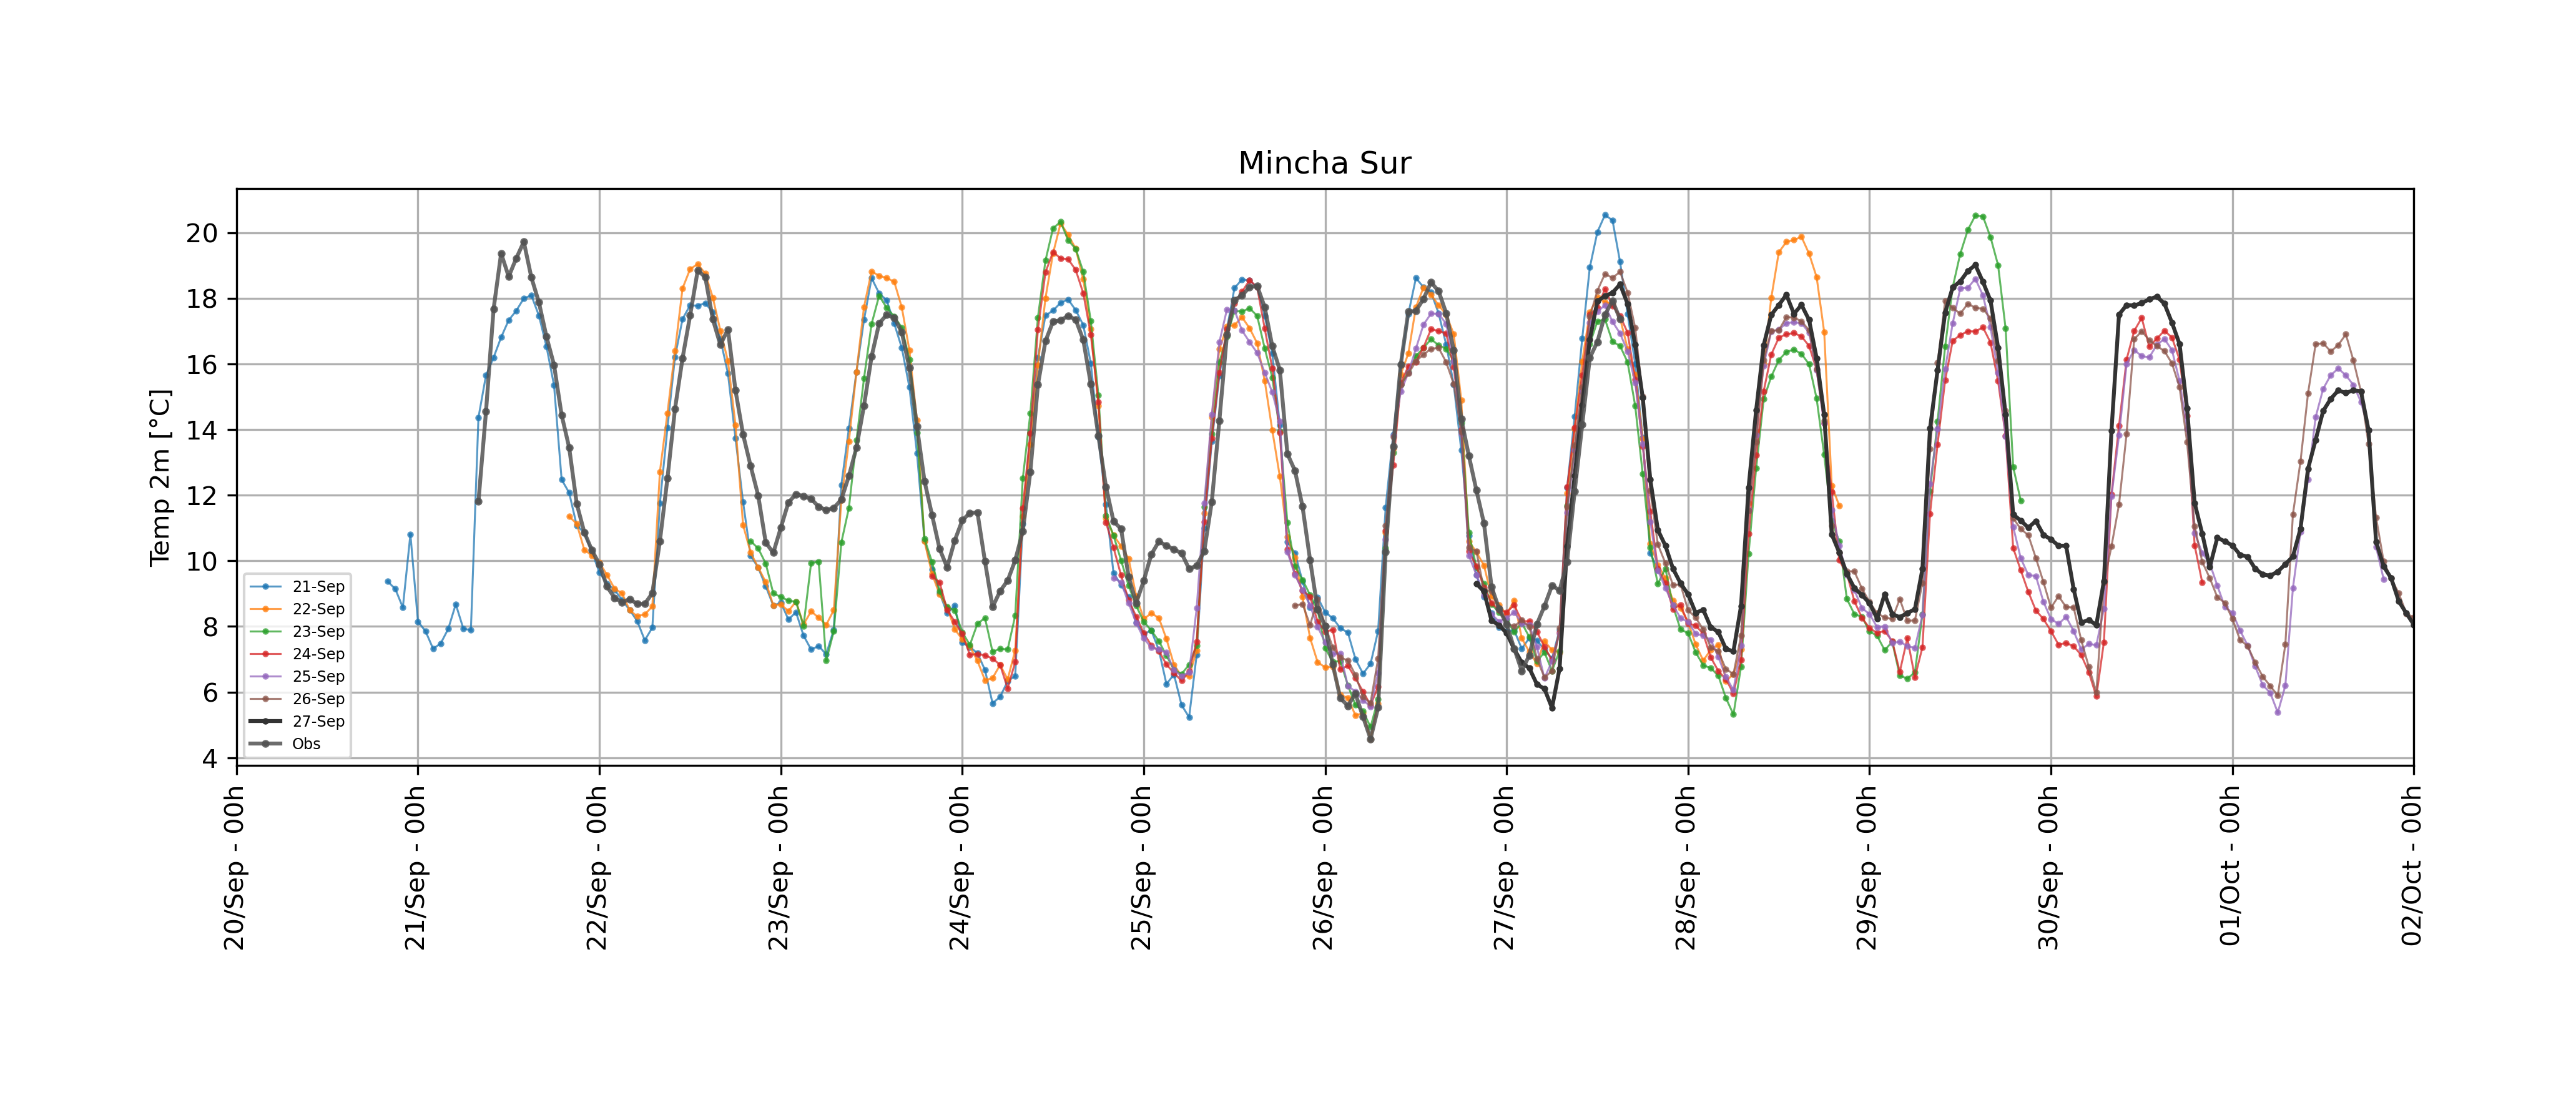 Mincha Sur
Temp 2m [°C]
20
18
16
14
12
10
8
6
4
21-Sep
22-Sep
23-Sep
24-Sep
25-Sep
26-Sep
27-Sep
Obs
20/Sep - 00h
21/Sep - 00h
22/Sep - 00h
23/Sep - 00h
24/Sep - 00h
25/Sep - 00h
26/Sep - 00h
27/Sep - 00h
28/Sep - 00h
29/Sep - 00h
30/Sep - 00h
01/Oct - 00h
02/Oct - 00h